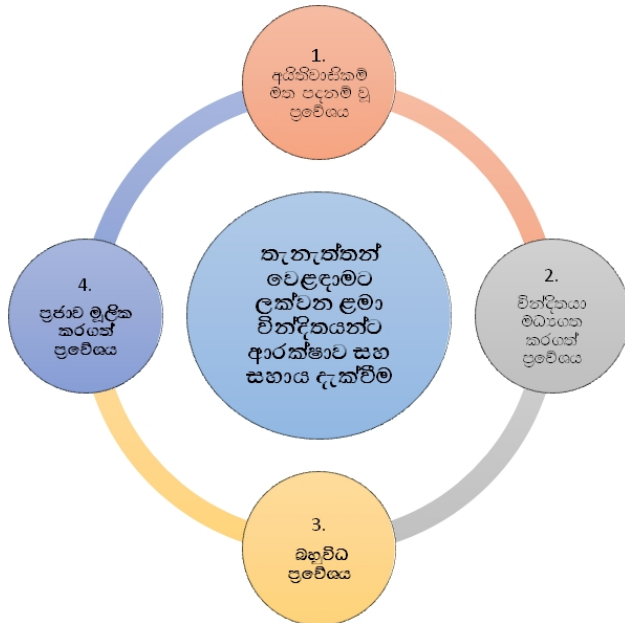 1.
අයිතිවාසිකම්
මත පදනම් වූ
ප්‍රවේශය
2.
වින්දිතයා
මධ්‍යගත
කරගත්
ප්‍රවේශය
3.
බහුවිධ
ප්‍රවේශය
4.
ප්‍රජාව මූලික
කරගත්
ප්‍රවේශය
තැනැත්තන්
වෙළඳාමට
ලක්වන ළමා
වින්දිතයන්ට
ආරක්ෂාව සහ
සහාය දැක්වීම